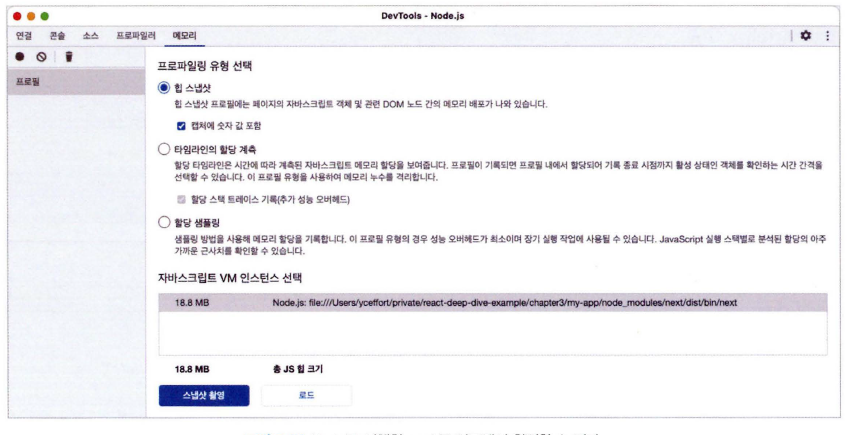 DevTools - Node.js
연결 콘솔 소스 프로파일러 메모리
프로필
프로파일링 유형 선택
힙 스냅샷
힙 스냅샷 프로필에는 페이지의 자바스크립트 객체 및 관련 DOM 노드 간의 메모리 배포가 나와 있습니다.
캡처에 숫자 값 포함
타임라인의 할당 계측
할당 타임라인은 시간에 따라 계측된 자바스크립트 메모리 할당을 보여줍니다. 프로필이 기록되면 프로필 내에서 할당되어 기록 종료 시점까지 활성 상태인 객체를 확인하는 시간 간격을
선택할 수 있습니다. 이 프로필 유형을 사용하여 메모리 누수를 격리합니다.
할당 스택 트레이스 기록(추가 성능 오버헤드)
할당 샘플링
샘플링 방법을 사용해 메모리 할당을 기록합니다. 이 프로필 유형의 경우 성능 오버헤드가 최소이며 장기 실행 작업에 사용될 수 있습니다. JavaScript 실행 스택별로 분석된 할당의 아주
가까운 근사치를 확인할 수 있습니다.
자바스크립트 VM 인스턴스 선택
18.8 MB Node.js: file:///Users/yceffort/private/react-deep-dive-example/chapter3/my-app/node_modules/next/dist/bin/next
18.8 MB 총 JS 힙 크기
스냅샷 촬영 로드